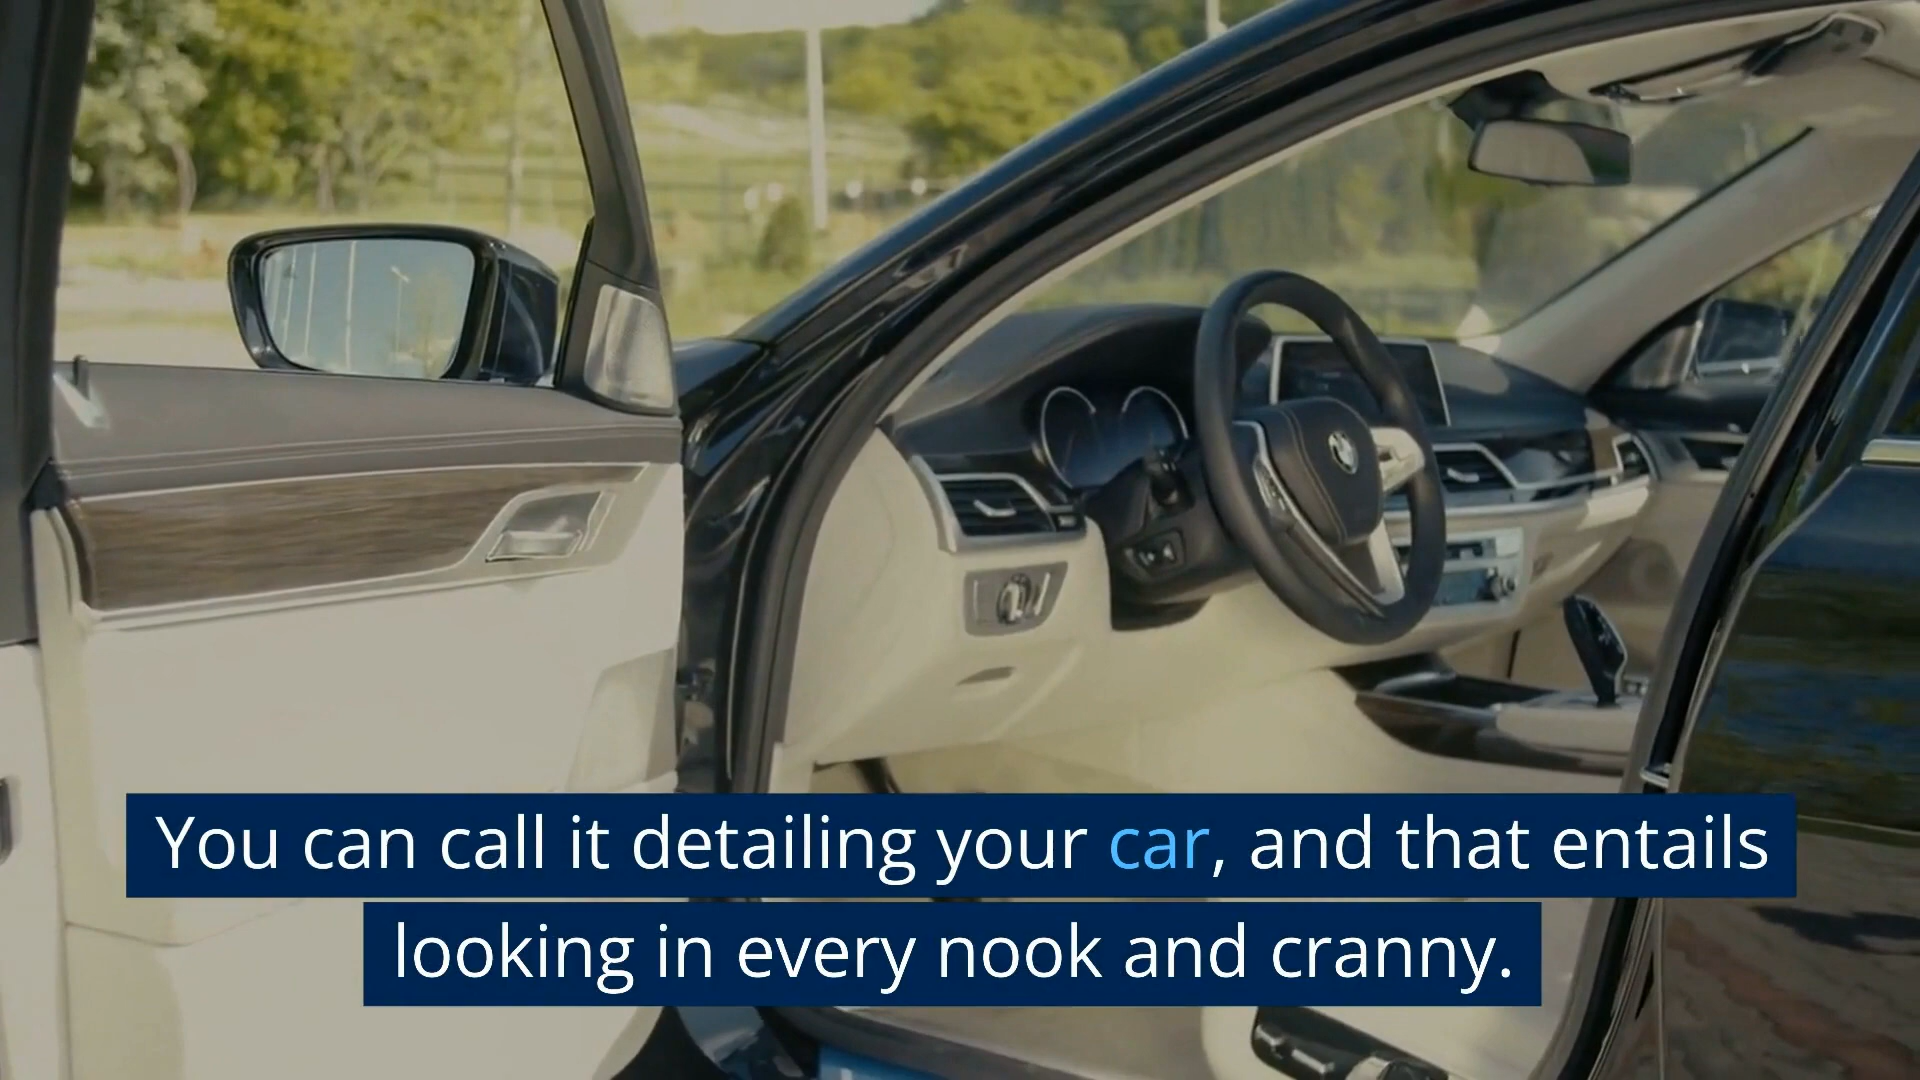 You can call it detailing your car, and that entails
looking in every nook and cranny.